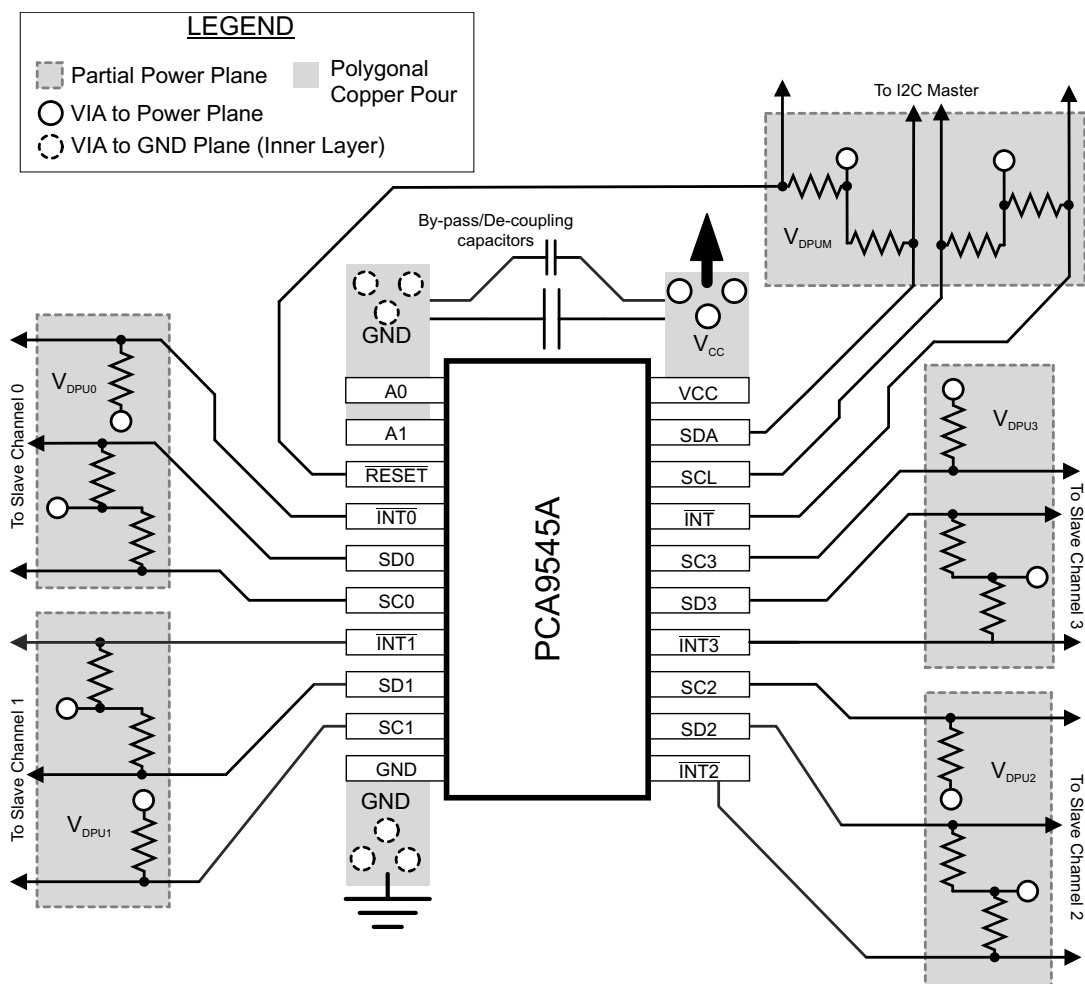 LEGEND
Partial Power Plane
Polygonal
Copper Pour
VIA to Power Plane
VIA to GND Plane (Inner Layer)
To I2C Master
By-pass/De-coupling
capacitors
VDPUM
GND
VCC
VDPU0
To Slave Channel 0
VDPU3
To Slave Channel 3
A0
A1
RESET
INT0
SD0
SC0
INT1
SD1
SC1
GND
PCA9545A
VCC
SDA
SCL
INT
SC3
SD3
INT3
SC2
SD2
INT2
To Slave Channel 1
VDPU1
GND
VDPU2
To Slave Channel 2